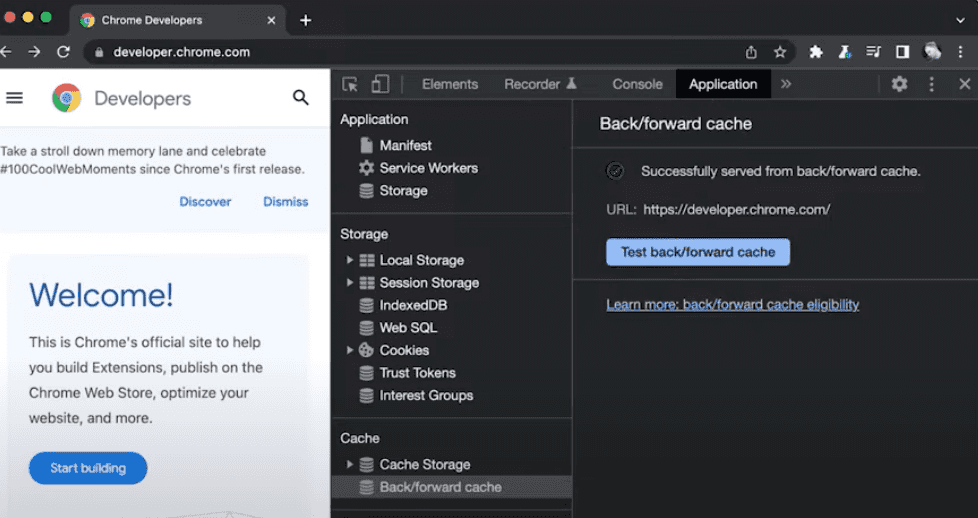 Chrome Developers
developer.chrome.com
Developers
Take a stroll down memory lane and celebrate
#100CoolWebMoments since Chrome's first release.
Discover Dismiss
Welcome!
This is Chrome's official site to help
you build Extensions, publish on the
Chrome Web Store, optimize your
website, and more.
Start building
Elements Recorder Console Application
Application
Manifest
Service Workers
Storage
Storage
Local Storage
Session Storage
IndexedDB
Web SQL
Cookies
Trust Tokens
Interest Groups
Cache
Cache Storage
Back/forward cache
Back/forward cache
Successfully served from back/forward cache.
URL: https://developer.chrome.com/
Test back/forward cache
Learn more: back/forward cache eligibility